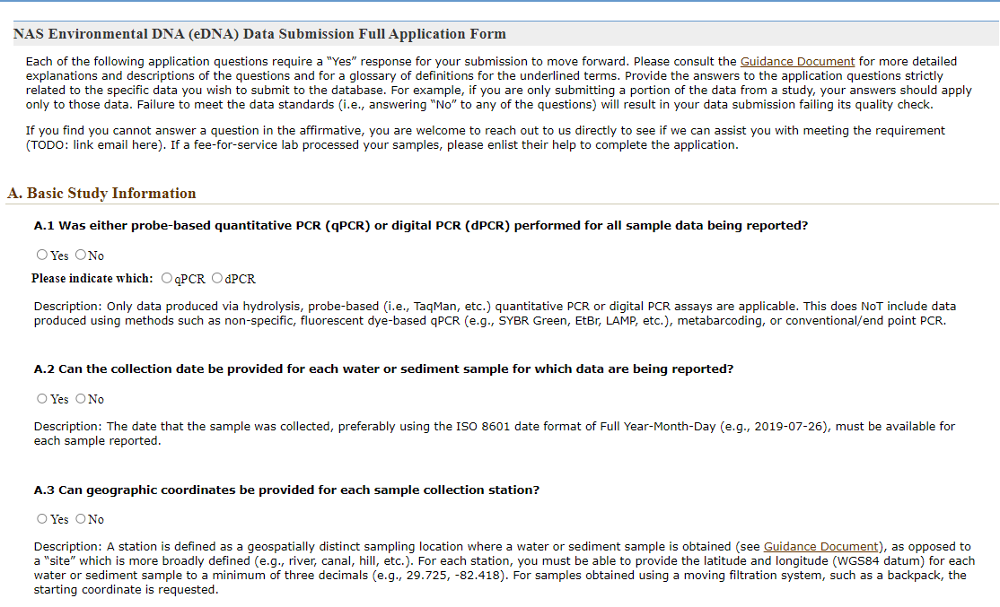 NAS Environmental DNA (eDNA) Data Submission Full Application Form
Each of the following application questions require a "Yes" response for your submission to move forward. Please consult the Guidance Document for more detailed
explanations and descriptions of the questions and for a glossary of definitions for the underlined terms. Provide the answers to the application questions strictly
related to the specific data you wish to submit to the database. For example, if you are only submitting a portion of the data from a study, your answers should apply
only to those data. Failure to meet the data standards (i.e., answering "No" to any of the questions) will result in your data submission failing its quality check.
If you find you cannot answer a question in the affirmative, you are welcome to reach out to us directly to see if we can assist you with meeting the requirement
(TODO: link email here). If a fee-for-service lab processed your samples, please enlist their help to complete the application.
A. Basic Study Information
A.1 Was either probe-based quantitative PCR (qPCR) or digital PCR (dPCR) performed for all sample data being reported?
Yes No
Please indicate which: qPCR dPCR
Description: Only data produced via hydrolysis, probe-based (i.e., TaqMan, etc.) quantitative PCR or digital PCR assays are applicable. This does NoT include data
produced using methods such as non-specific, fluorescent dye-based qPCR (e.g., SYBR Green, EtBr, LAMP, etc.), metabarcoding, or conventional/end point PCR.
A.2 Can the collection date be provided for each water or sediment sample for which data are being reported?
Yes No
Description: The date that the sample was collected, preferably using the ISO 8601 date format of Full Year-Month-Day (e.g., 2019-07-26), must be available for
each sample reported.
A.3 Can geographic coordinates be provided for each sample collection station?
Yes No
Description: A station is defined as a geospatially distinct sampling location where a water or sediment sample is obtained (see Guidance Document), as opposed to
a "site" which is more broadly defined (e.g., river, canal, hill, etc.). For each station, you must be able to provide the latitude and longitude (WGS84 datum) for each
water or sediment sample to a minimum of three decimals (e.g., 29.725, -82.418). For samples obtained using a moving filtration system, such as a backpack, the
starting coordinate is requested.